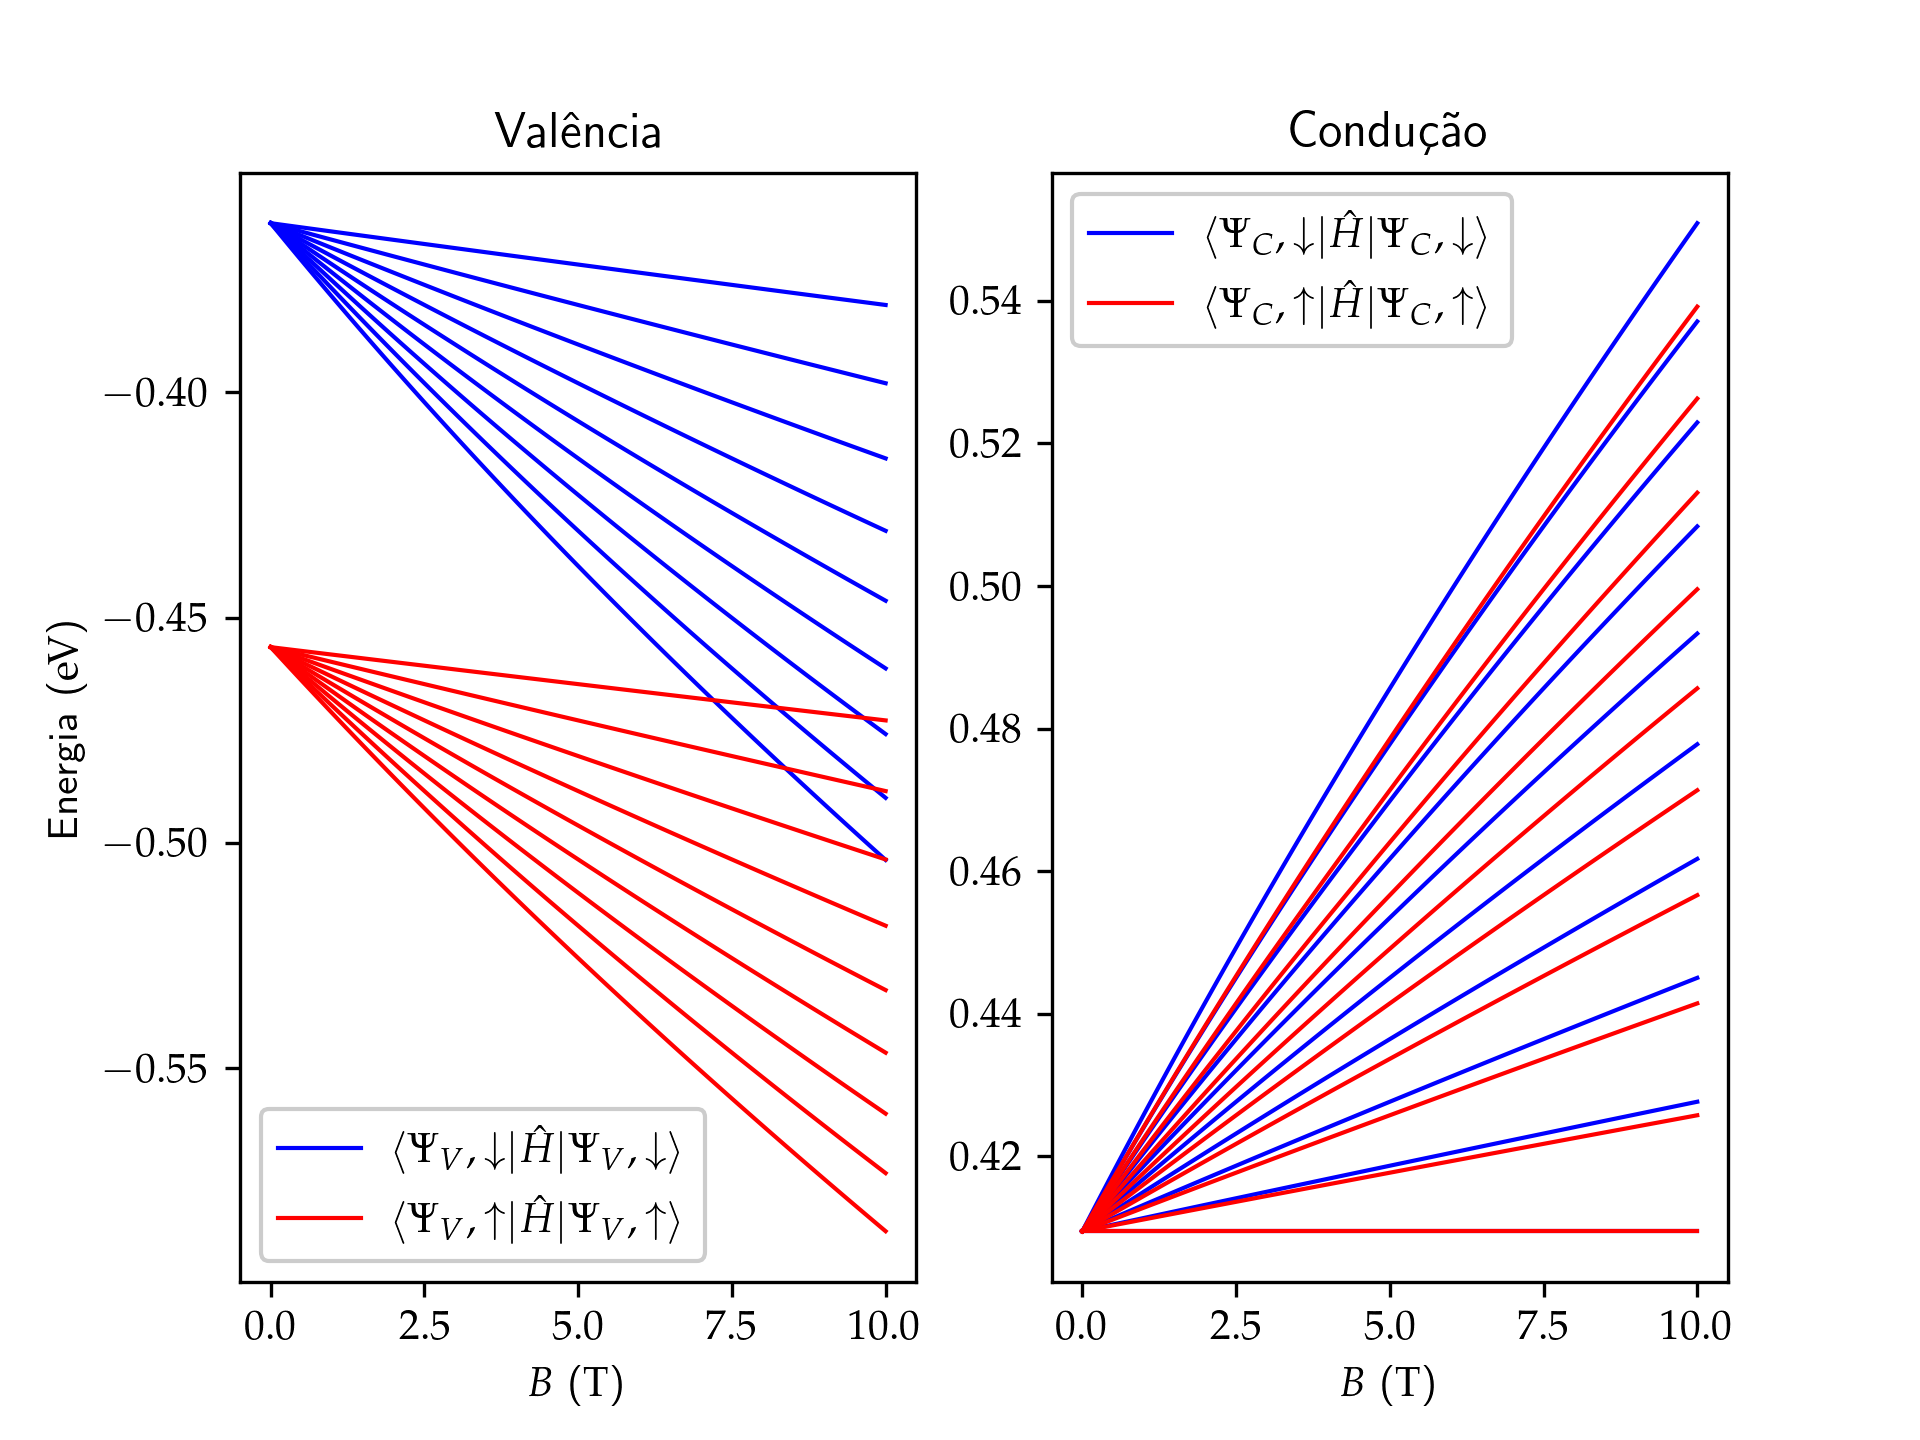 Valência
Condução
Energia (eV)
−0.40
−0.45
−0.50
−0.55
⟨Ψ_V, ↓|Ĥ|Ψ_V, ↓⟩
⟨Ψ_V, ↑|Ĥ|Ψ_V, ↑⟩
0.0 2.5 5.0 7.5 10.0
B (T)
⟨Ψ_C, ↓|Ĥ|Ψ_C, ↓⟩
⟨Ψ_C, ↑|Ĥ|Ψ_C, ↑⟩
0.54
0.52
0.50
0.48
0.46
0.44
0.42
0.0 2.5 5.0 7.5 10.0
B (T)